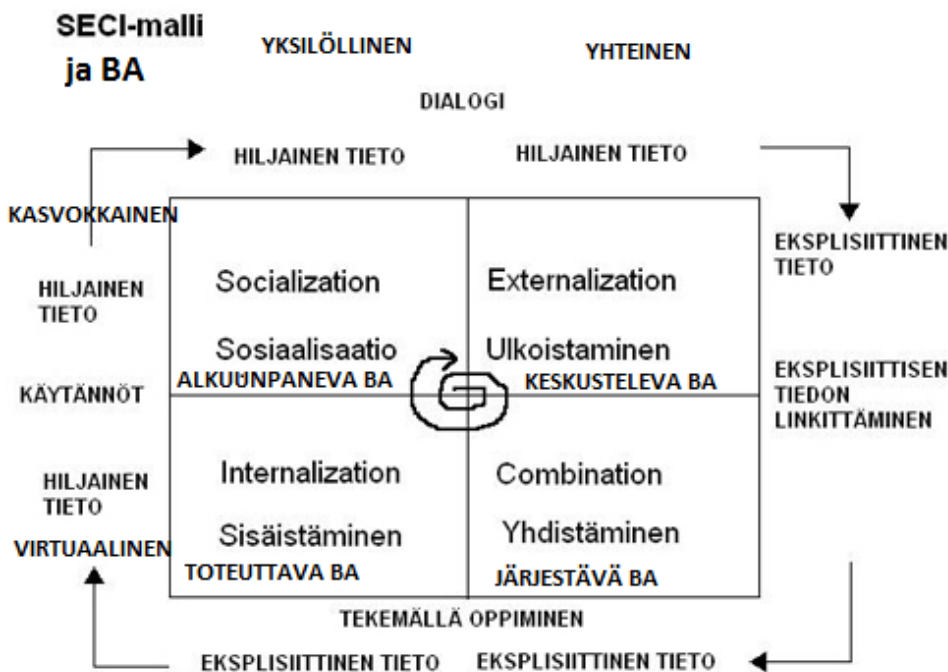 SECI-malli
ja BA
YKSILÖLLINEN
YHTEINEN
DIALOGI
HILJAINEN TIETO
HILJAINEN TIETO
KASVOKKAINEN
EKSPLISIITTINEN
TIETO
HILJAINEN
TIETO
Socialization
Externalization
Sosiaalisaatio
Ulkoistaminen
ALKUUNPANEVA BA
KESKUSTELEVA BA
KÄYTÄNNÖT
EKSPLISIITTISEN
TIEDON
LINKITTÄMINEN
Internalization
Combination
HILJAINEN
TIETO
Sisäistäminen
Yhdistäminen
VIRTUAALINEN
TOTEUTTAVA BA
JÄRJESTÄVÄ BA
TEKEMÄLLÄ OPPIMINEN
EKSPLISIITTINEN TIETO
EKSPLISIITTINEN TIETO